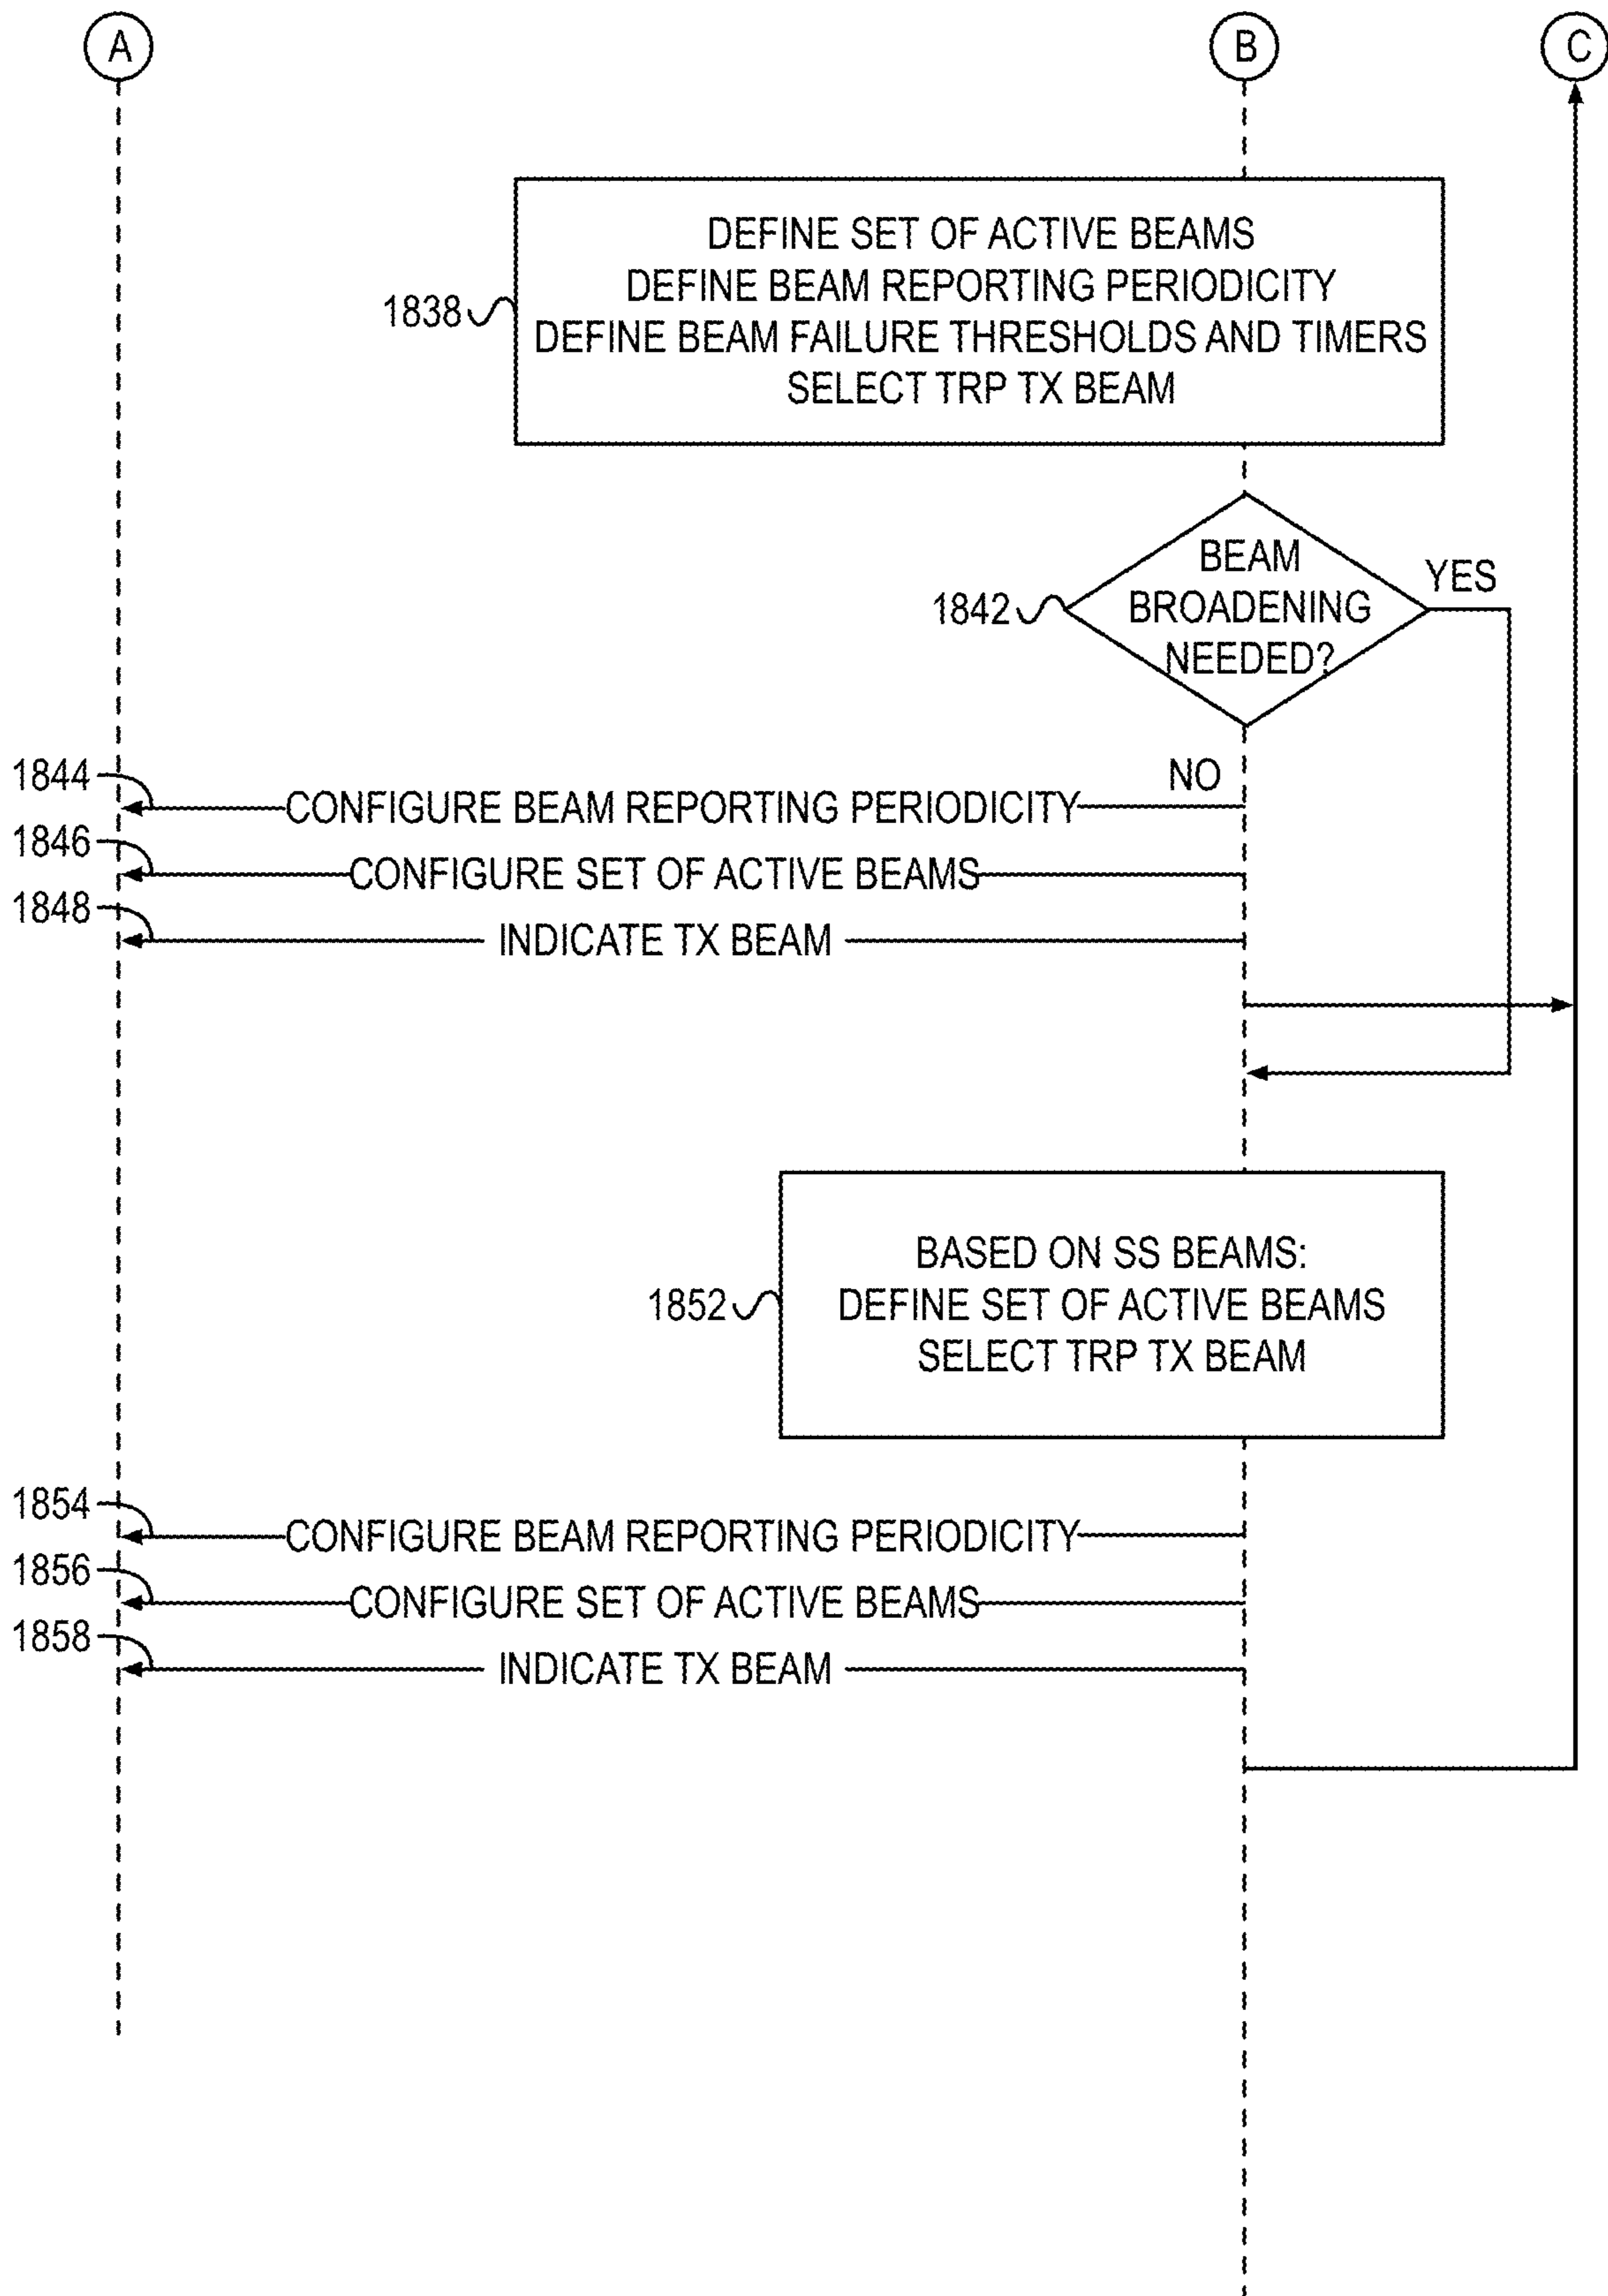 A
B
C
DEFINE SET OF ACTIVE BEAMS
DEFINE BEAM REPORTING PERIODICITY
DEFINE BEAM FAILURE THRESHOLDS AND TIMERS
SELECT TRP TX BEAM
1838
BEAM
BROADENING
NEEDED?
1842
YES
NO
1844
CONFIGURE BEAM REPORTING PERIODICITY
1846
CONFIGURE SET OF ACTIVE BEAMS
1848
INDICATE TX BEAM
BASED ON SS BEAMS:
DEFINE SET OF ACTIVE BEAMS
SELECT TRP TX BEAM
1852
1854
CONFIGURE BEAM REPORTING PERIODICITY
1856
CONFIGURE SET OF ACTIVE BEAMS
1858
INDICATE TX BEAM